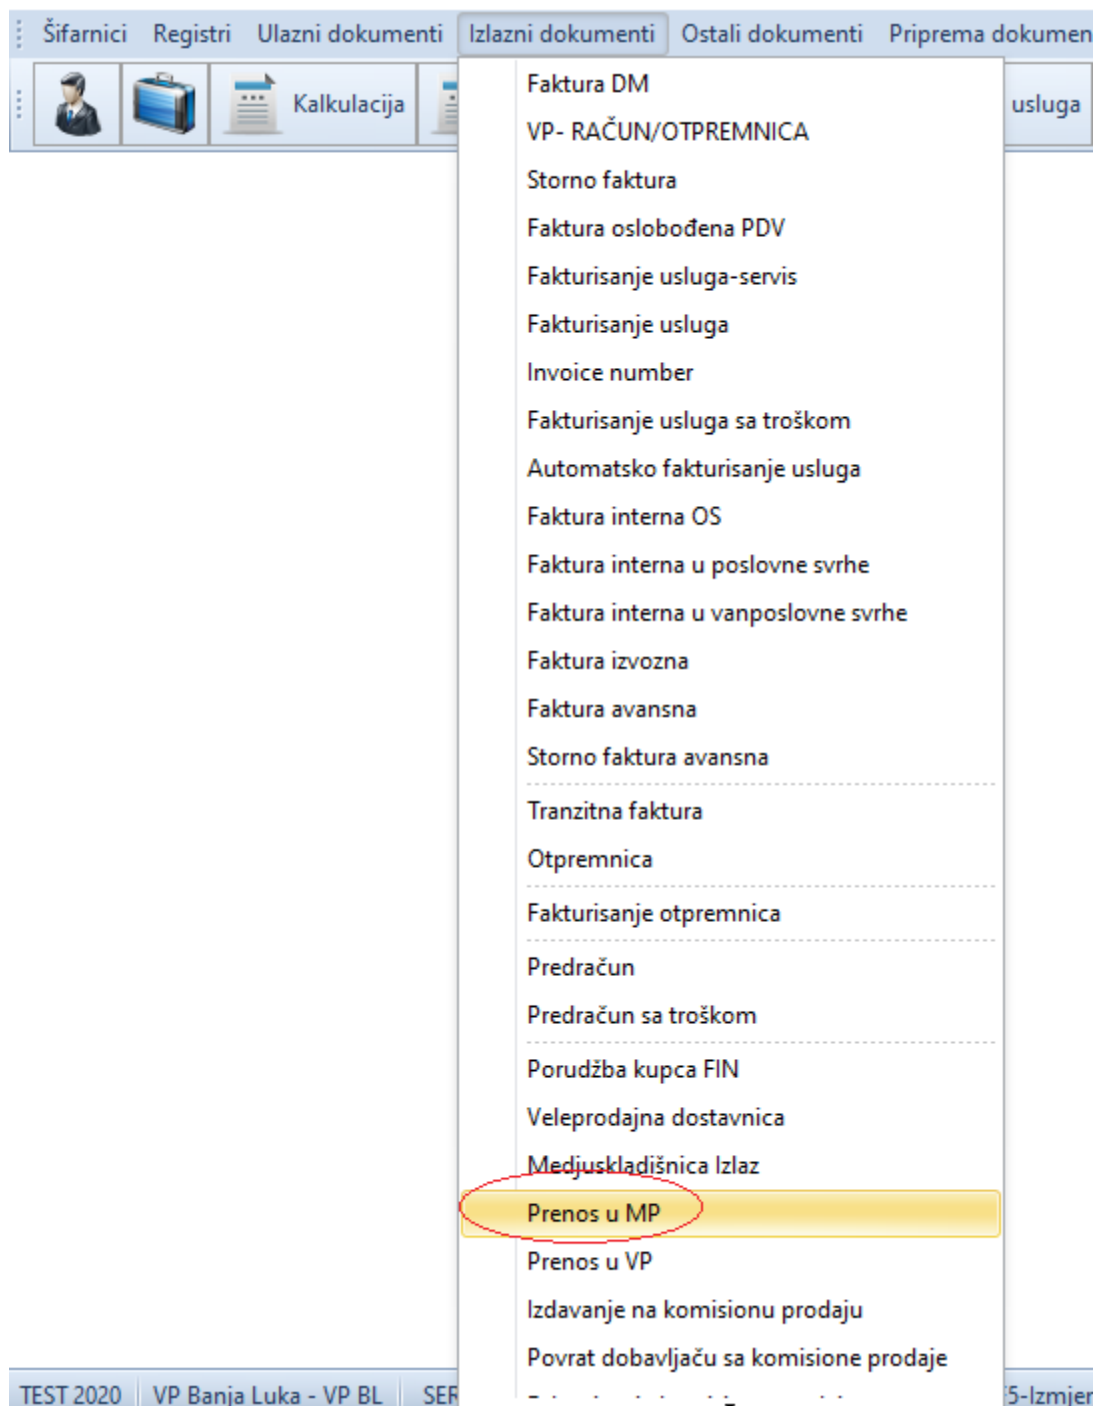 Šifarnici Registri Ulazni dokumenti Izlazni dokumenti Ostali dokumenti Priprema dokumen
Kalkulacija usluga
Faktura DM
VP- RAČUN/OTPREMNICA
Storno faktura
Faktura oslobođena PDV
Fakturisanje usluga-servis
Fakturisanje usluga
Invoice number
Fakturisanje usluga sa troškom
Automatsko fakturisanje usluga
Faktura interna OS
Faktura interna u poslovne svrhe
Faktura interna u vanposlovne svrhe
Faktura izvozna
Faktura avansna
Storno faktura avansna
Tranzitna faktura
Otpremnica
Fakturisanje otpremnica
Predračun
Predračun sa troškom
Porudžba kupca FIN
Veleprodajna dostavnica
Medjuskladišnica Izlaz
Prenos u MP
Prenos u VP
Izdavanje na komisionu prodaju
Povrat dobavljaču sa komisione prodaje
TEST 2020 VP Banja Luka - VP BL SER 5-Izmjer